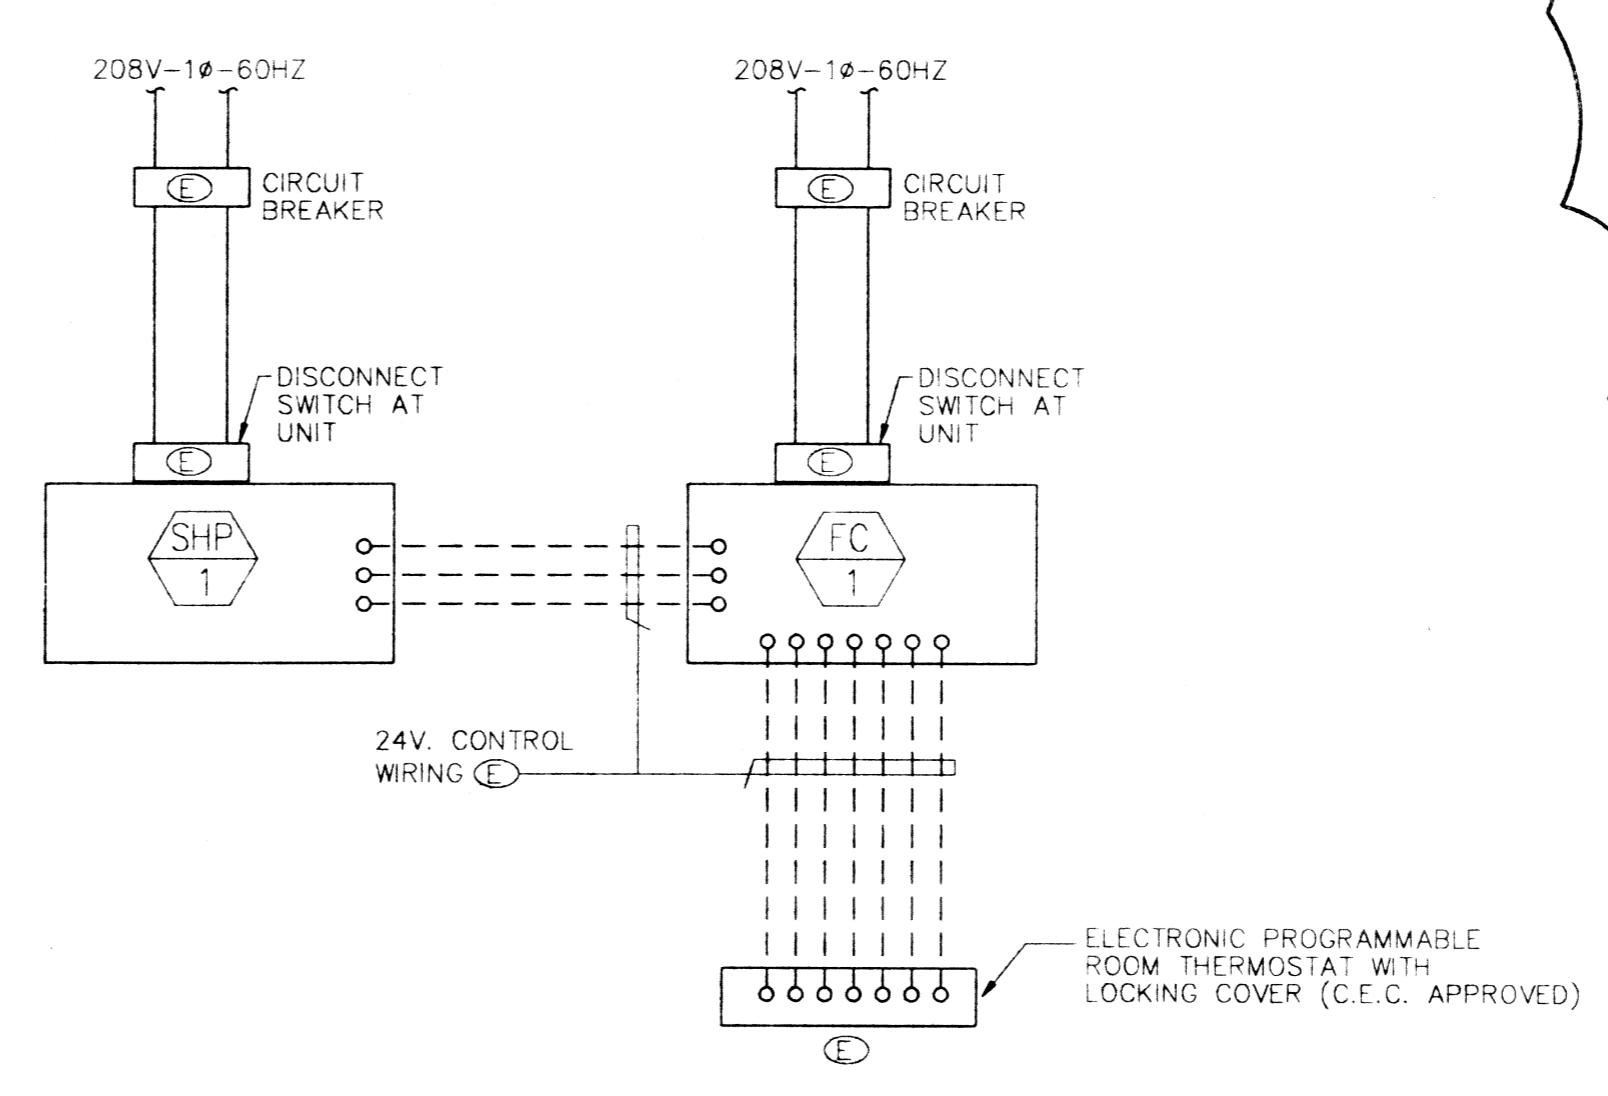 208V-1ø-60HZ
E
CIRCUIT
BREAKER
DISCONNECT
SWITCH AT
UNIT
E
SHP
1
208V-1ø-60HZ
E
CIRCUIT
BREAKER
DISCONNECT
SWITCH AT
UNIT
E
FC
1
24V. CONTROL
WIRING E
ELECTRONIC PROGRAMMABLE
ROOM THERMOSTAT WITH
LOCKING COVER (C.E.C. APPROVED)
E